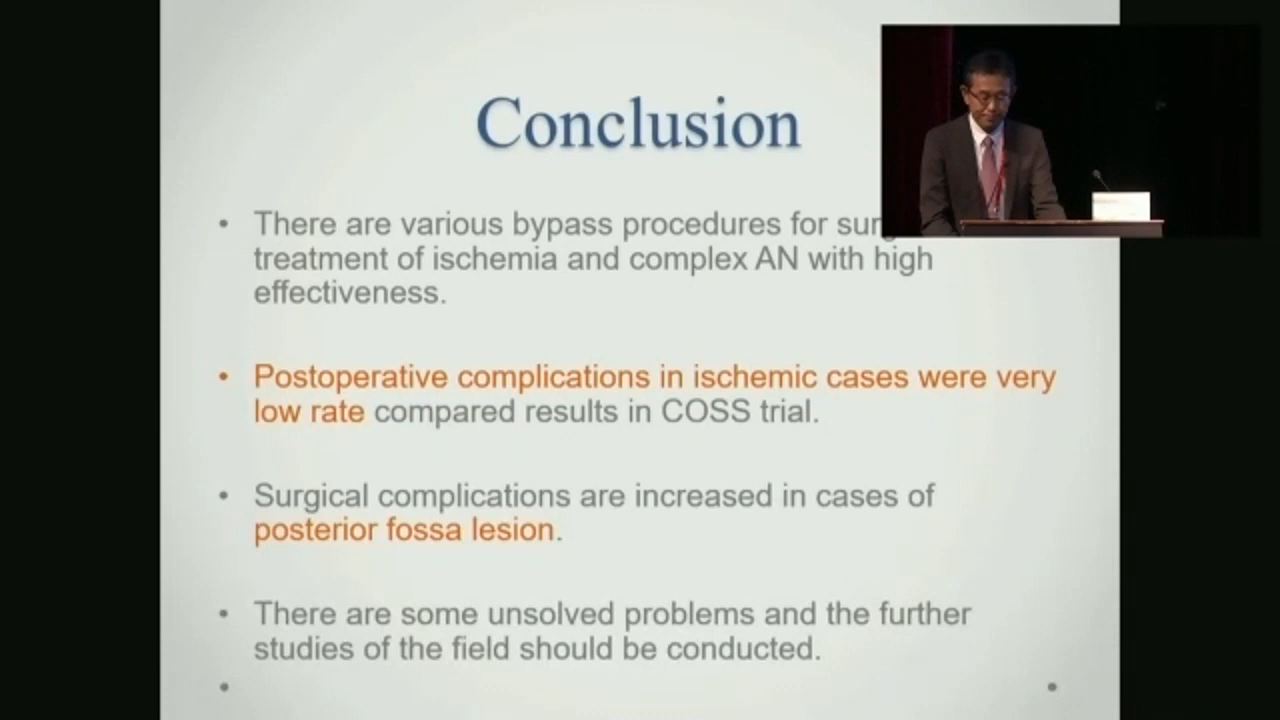 Conclusion
• There are various bypass procedures for
treatment of ischemia and complex AN with high
effectiveness.
• Postoperative complications in ischemic cases were very
low rate compared results in COSS trial.
• Surgical complications are increased in cases of
posterior fossa lesion.
• There are some unsolved problems and the further
studies of the field should be conducted.